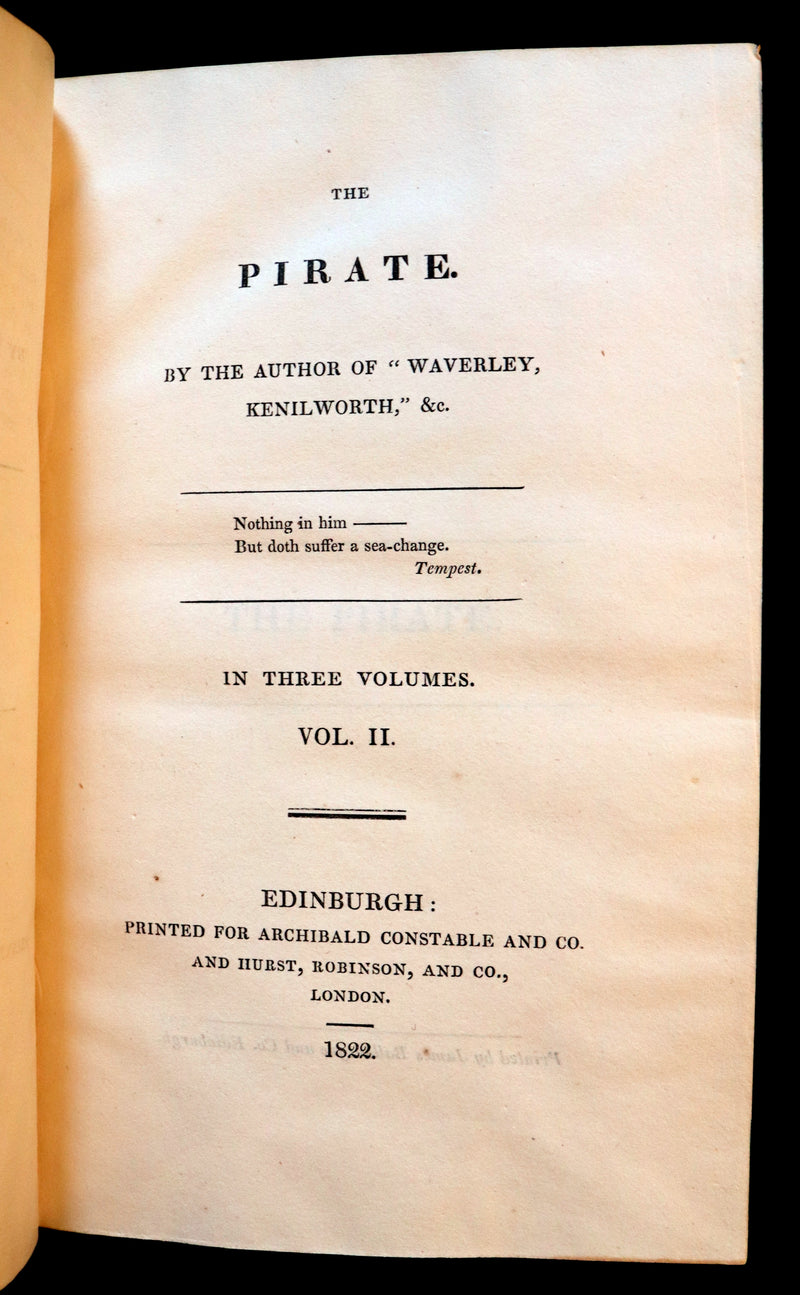 THE
PIRATE.
BY THE AUTHOR OF “ WAVERLEY,
KENILWORTH,” &c.
Nothing in him ———
But doth suffer a sea-change.
Tempest.
IN THREE VOLUMES.
VOL. II.
EDINBURGH :
PRINTED FOR ARCHIBALD CONSTABLE AND CO.
AND HURST, ROBINSON, AND CO.,
LONDON.
1822.